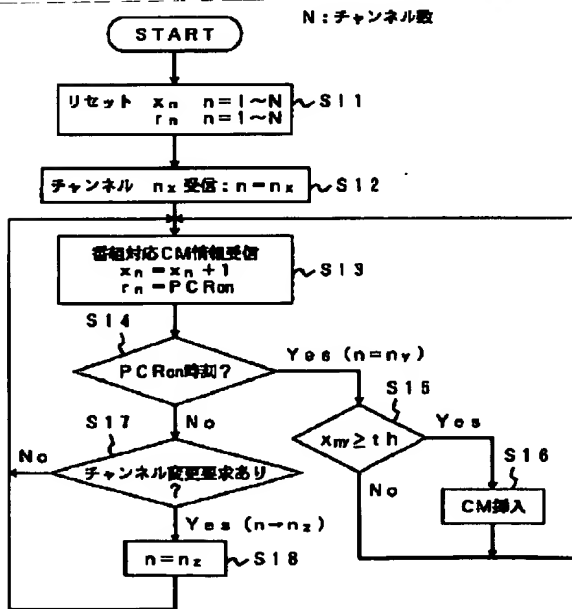 N：チャンネル数
START
リセット xn n=1~N
rn n=1~N
S11
チャンネル nx 受信：n=nx
S12
番組対応CM情報受信
xn=xn+1
rn=PCRon
S13
S14
PCRon時刻？
Yes (n=ny)
No
S15
xny≥th
Yes
No
S16
CM挿入
S17
チャンネル変更要求あり
？
No
Yes (n→nz)
n=nz
S18